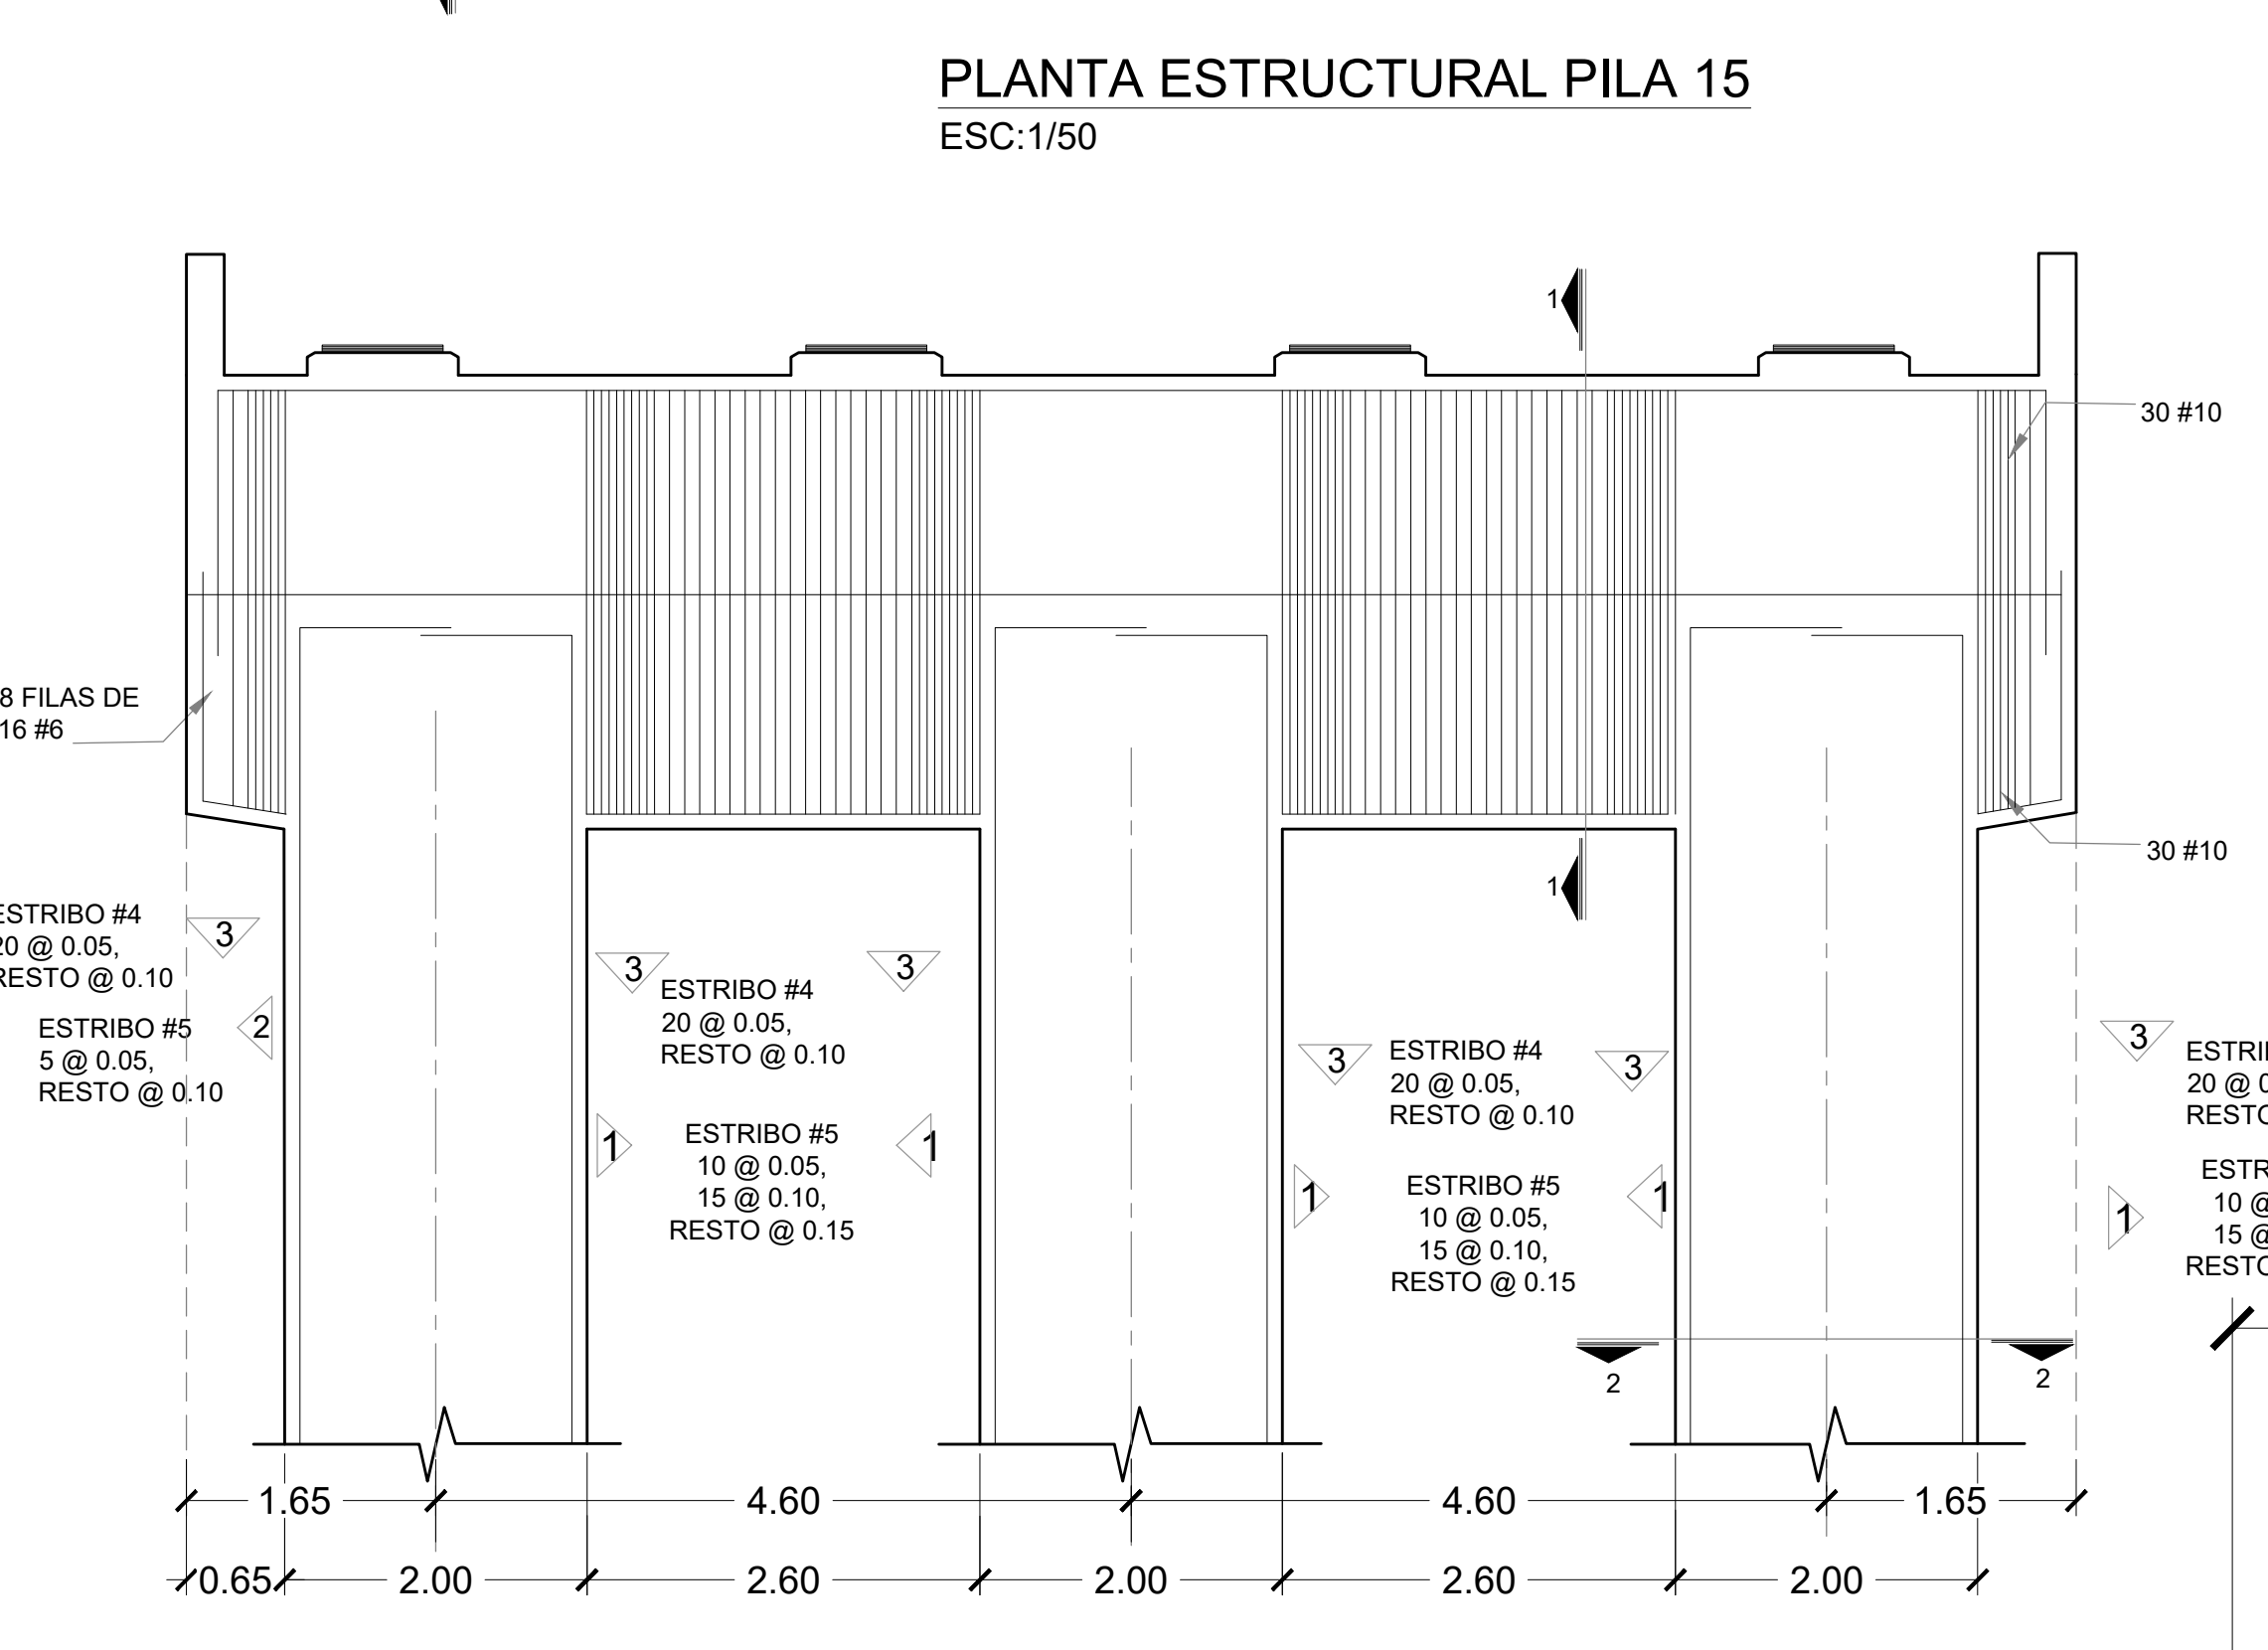 PLANTA ESTRUCTURAL PILA 15
ESC:1/50
1
30 #10
8 FILAS DE
16 #6
30 #10
1
ESTRIBO #4
20 @ 0.05,
RESTO @ 0.10
3
ESTRIBO #5
5 @ 0.05,
RESTO @ 0.10
2
3
3
ESTRIBO #4
20 @ 0.05,
RESTO @ 0.10
1
1
ESTRIBO #5
10 @ 0.05,
15 @ 0.10,
RESTO @ 0.15
3
3
ESTRIBO #4
20 @ 0.05,
RESTO @ 0.10
1
1
ESTRIBO #5
10 @ 0.05,
15 @ 0.10,
RESTO @ 0.15
3
20 @
1
10 @
15 @
2
2
1.65 4.60 4.60 1.65
0.65 2.00 2.60 2.00 2.60 2.00